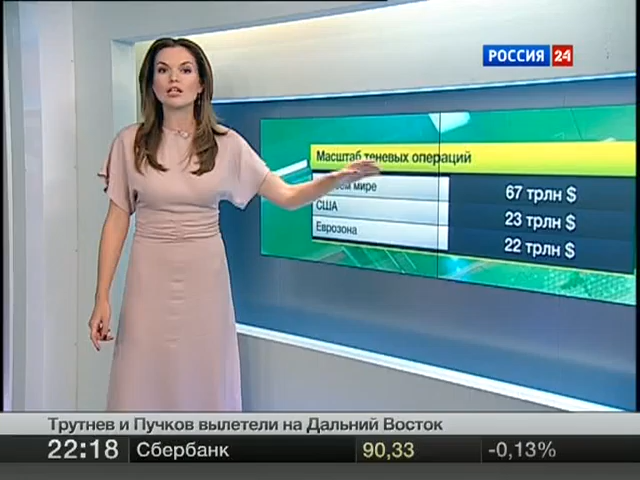 РОССИЯ 24
Масштаб теневых операций
мире 67 трлн $
США 23 трлн $
Еврозона 22 трлн $
Трутнев и Пучков вылетели на Дальний Восток
22:18 Сбербанк 90,33 -0,13%